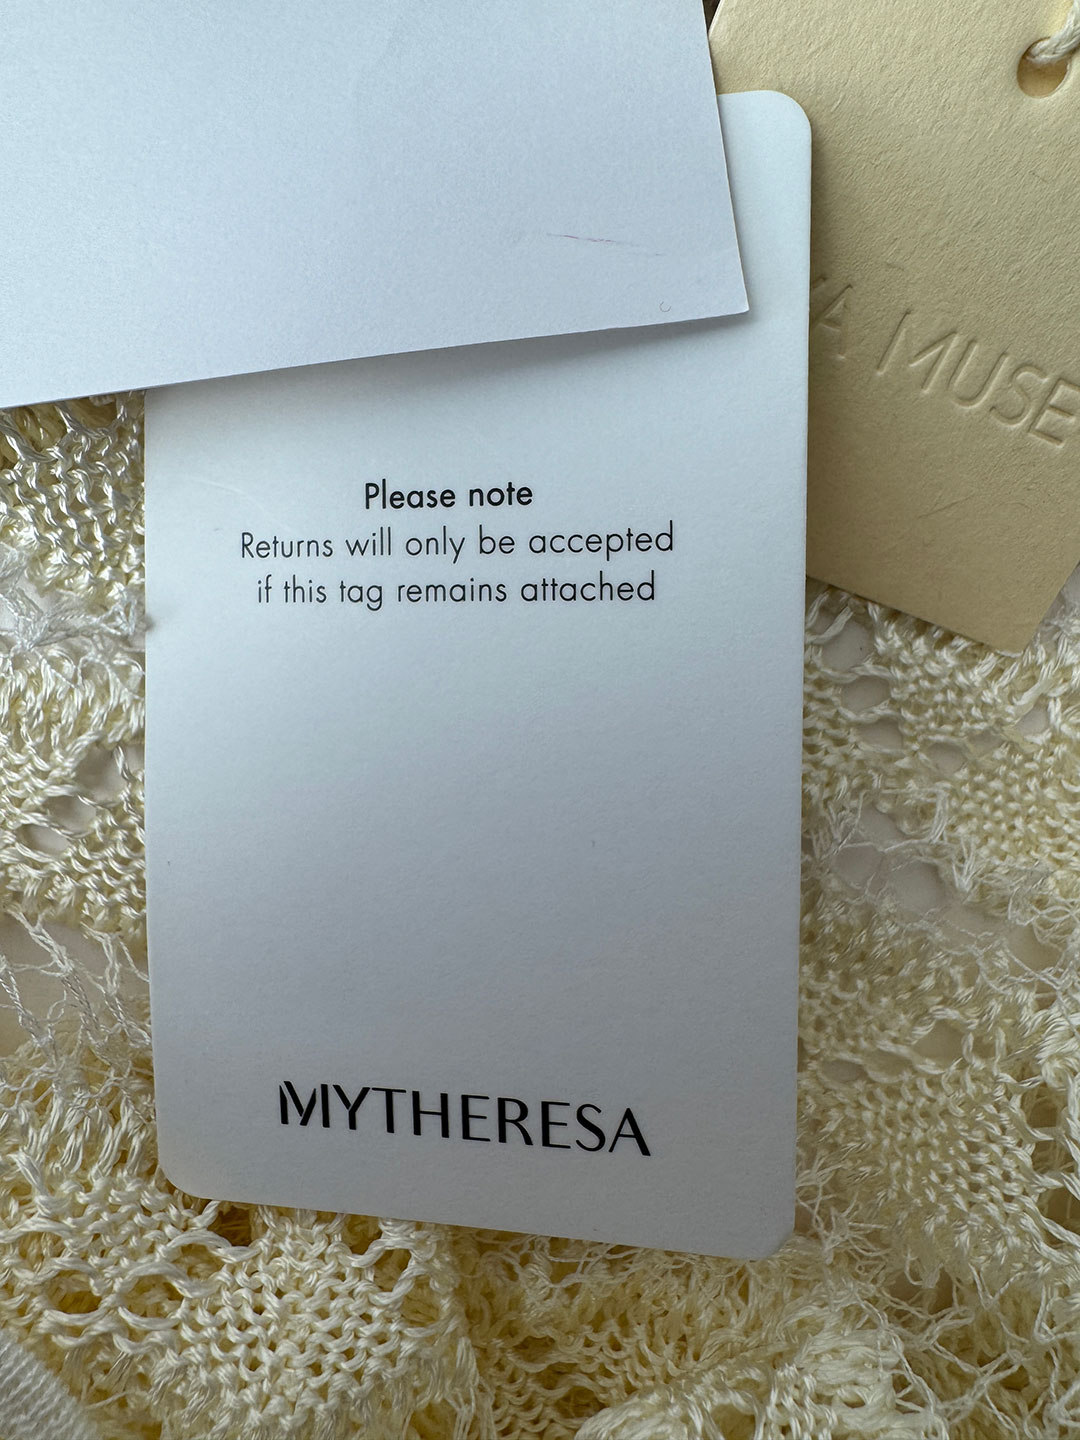 Please note
Returns will only be accepted
if this tag remains attached
MYTHERESA
MUSE